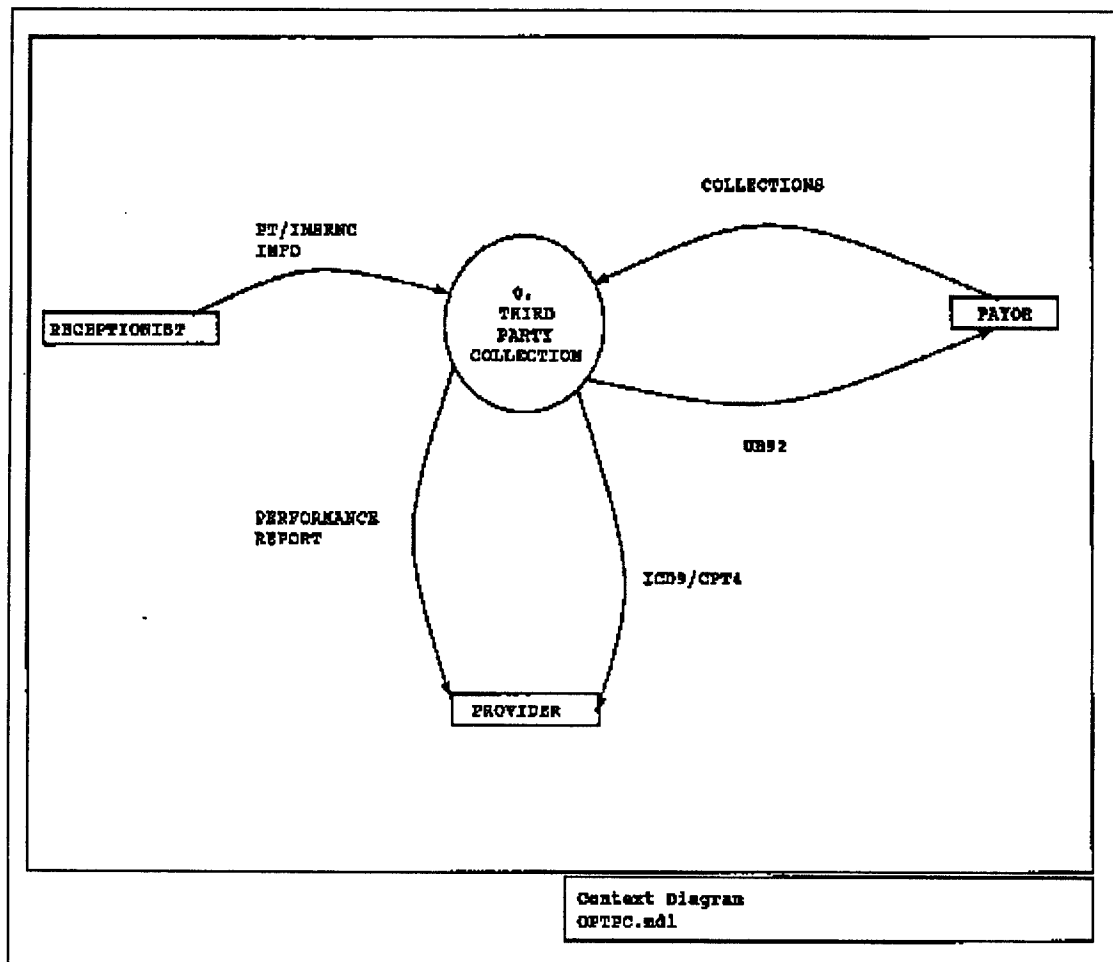 COLLECTIONS
PT/INSRNC
INFO
0.
THIRD
PARTY
COLLECTION
RECEPTIONIST
PAYOR
UB92
PERFORMANCE
REPORT
ICD9/CPT4
PROVIDER
Context Diagram
OPTPC.mdl